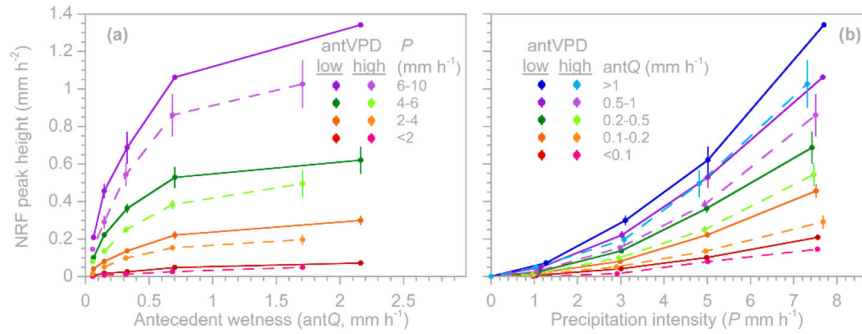 (a)
antVPD P
low high (mm h-1)
6-10
4-6
2-4
<2
NRF peak height (mm h-2)
1.4
1.2
1
0.8
0.6
0.4
0.2
0
0 0.5 1 1.5 2 2.5
Antecedent wetness (antQ, mm h-1)
(b)
antVPD
low high antQ (mm h-1)
>1
0.5-1
0.2-0.5
0.1-0.2
<0.1
0 1 2 3 4 5 6 7 8
Precipitation intensity (P mm h-1)